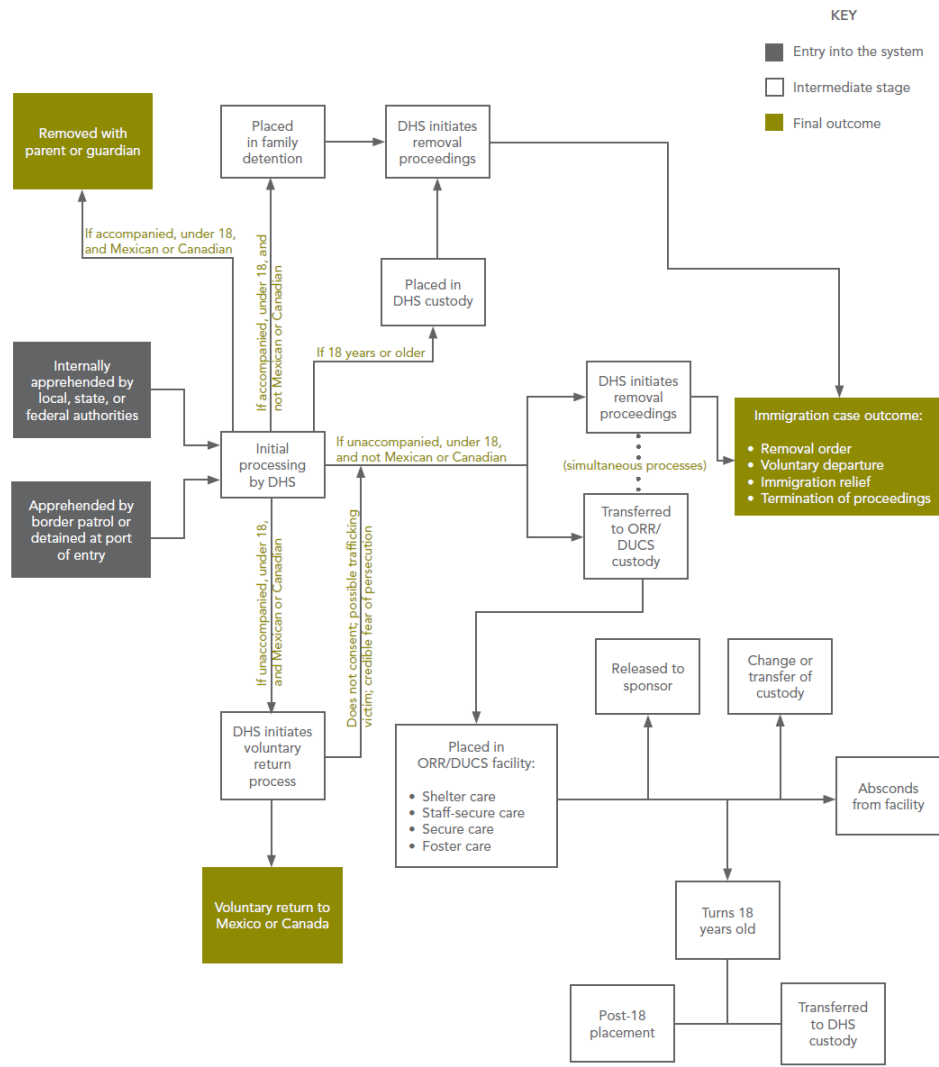 KEY
Entry into the system
Intermediate stage
Final outcome
Removed with
parent or guardian
Placed
in family
detention
DHS initiates
removal
proceedings
If accompanied, under 18,
and Mexican or Canadian
If accompanied, under 18, and
not Mexican or Canadian
Placed in
DHS custody
If 18 years or older
Internally
apprehended by
local, state, or
federal authorities
Apprehended by
border patrol or
detained at port
of entry
Initial
processing
by DHS
If unaccompanied, under 18,
and not Mexican or Canadian
DHS initiates
removal
proceedings
(simultaneous processes)
Transferred
to ORR/
DUCS
custody
Immigration case outcome:
• Removal order
• Voluntary departure
• Immigration relief
• Termination of proceedings
If unaccompanied, under 18,
and Mexican or Canadian
Does not consent; possible trafficking
victim; credible fear of persecution
DHS initiates
voluntary
return
process
Voluntary return to
Mexico or Canada
Placed in
ORR/DUCS facility:
• Shelter care
• Staff-secure care
• Secure care
• Foster care
Released to
sponsor
Change or
transfer of
custody
Absconds
from facility
Turns 18
years old
Post-18
placement
Transferred
to DHS
custody